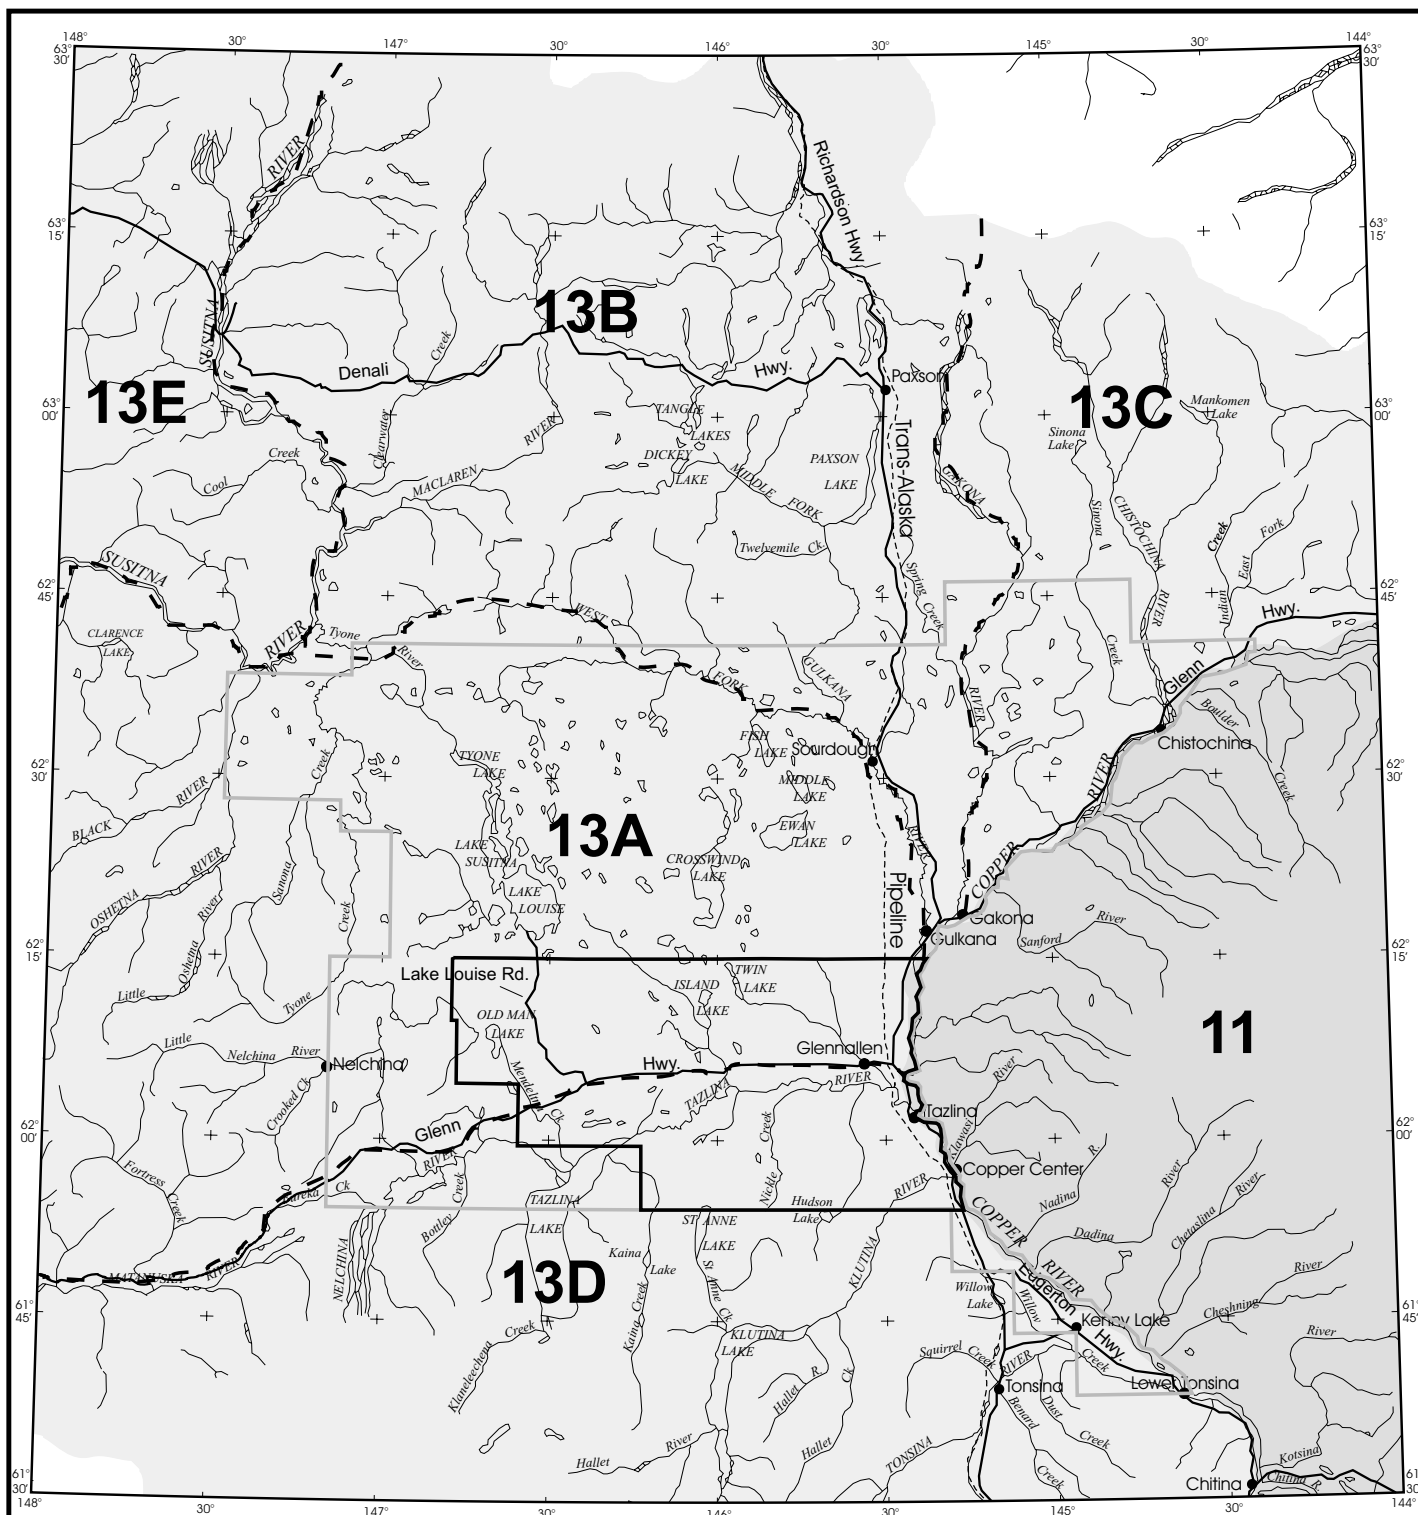 148°
30°
147°
30°
146°
30°
145°
30°
144°
63°
30'
63°
30'
RIVER
Richardson Hwy.
63°
15'
63°
15'
SUSITNA
13B
Creek
Denali
Hwy.
Paxson
13E
13C
63°
00'
63°
00'
Mankomen
Lake
TANGLE
LAKES
Sinona
Lake
Clearwater
RIVER
Trans-Alaska
Creek
DICKEY
LAKE
PAXSON
LAKE
Cool
MACLAREN
MIDDLE
FORK
GAKONA
Sinona
CHISTOCHINA
Creek
Fork
Twelvemile Ck.
East
SUSITNA
Spring
Creek
62°
45'
62°
45'
RIVER
Indian
Hwy.
WEST
CLARENCE
LAKE
RIVER
Tyone
River
Creek
Glenn
FORK
GULKANA
RIVER
Boulder
FISH
LAKE
Sourdough
Chistochina
TYONE
LAKE
Creek
62°
30'
62°
30'
MIDDLE
LAKE
RIVER
Creek
RIVER
BLACK
13A
EWAN
LAKE
RIVER
LAKE
SUSITNA
CROSSWIND
LAKE
COPPER
RIVER
Sanona
LAKE
LOUISE
Pipeline
OSHETNA
River
Creek
Gakona
River
Gulkana
Sanford
62°
15'
62°
15'
Oshetna
Lake Louise Rd.
TWIN
LAKE
ISLAND
LAKE
Little
Tyone
OLD MAN
LAKE
11
Little
Glennallen
Nelchina River
Nelchina
Hwy.
River
Mendeltna
Ck
TAZLINA
RIVER
Crooked Ck
Tazlina
Glenn
Creek
62°
00'
62°
00'
Klawasi
R.
RIVER
Copper Center
Fortress
Creek
Eureka
Ck
Creek
Nickle
RIVER
River
River
TAZLINA
LAKE
Hudson
Lake
Nadina
ST ANNE
LAKE
COPPER
Bottley
Dadina
Chetaslina
Kaina
Lake
KLUTINA
NELCHINA
MATANUSKA
RIVER
13D
St Anne
Ck
RIVER
River
Edgerton
Willow
Lake
Willow
Cheshning
61°
45'
61°
45'
Creek
Kaina
Creek
Kenny Lake
KLUTINA
LAKE
Hwy.
River
Squirrel
Creek
RIVER
Creek
Klaneleechena
Hallet
R.
Ck
Tonsina
Lower Tonsina
Benard
Dust
Creek
River
Hallet
TONSINA
Kotsina
Hallet
Creek
Chitina
Chitina R.
61°
30'
61°
30'
148°
30°
147°
30°
146°
30°
145°
30°
144°